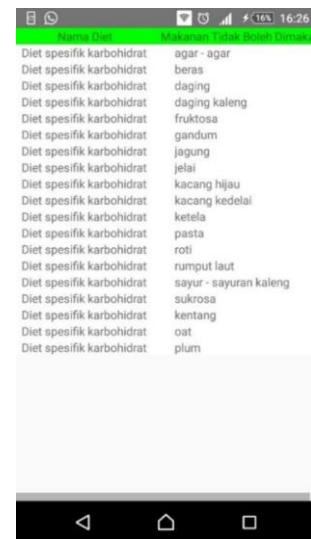 16% 16:26
Nama Diet Makanan Tidak Boleh Dimaka
Diet spesifik karbohidrat agar - agar
Diet spesifik karbohidrat beras
Diet spesifik karbohidrat daging
Diet spesifik karbohidrat daging kaleng
Diet spesifik karbohidrat fruktosa
Diet spesifik karbohidrat gandum
Diet spesifik karbohidrat jagung
Diet spesifik karbohidrat jelai
Diet spesifik karbohidrat kacang hijau
Diet spesifik karbohidrat kacang kedelai
Diet spesifik karbohidrat ketela
Diet spesifik karbohidrat pasta
Diet spesifik karbohidrat roti
Diet spesifik karbohidrat rumput laut
Diet spesifik karbohidrat sayur - sayuran kaleng
Diet spesifik karbohidrat sukrosa
Diet spesifik karbohidrat kentang
Diet spesifik karbohidrat oat
Diet spesifik karbohidrat plum